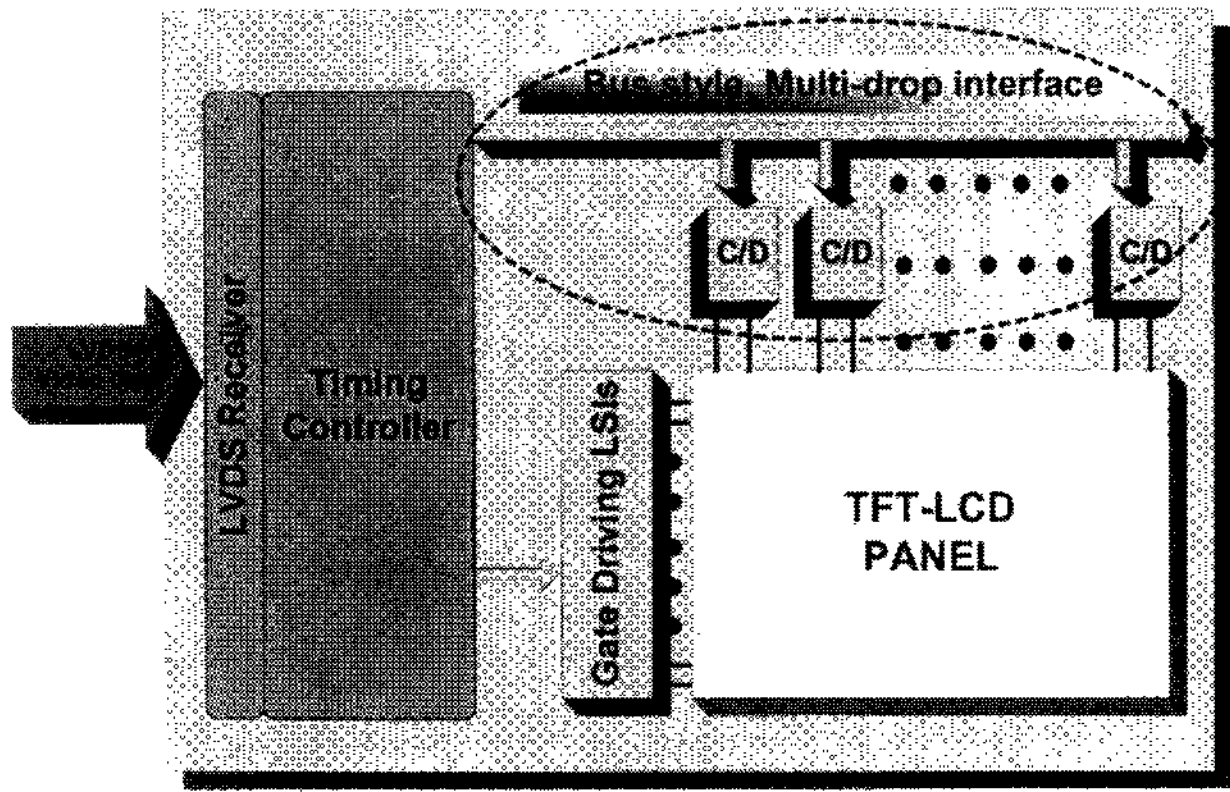 Bus style, Multi-drop interface
C/D
C/D
C/D
LVDS Receiver
Timing
Controller
Gate Driving LSIs
TFT-LCD
PANEL